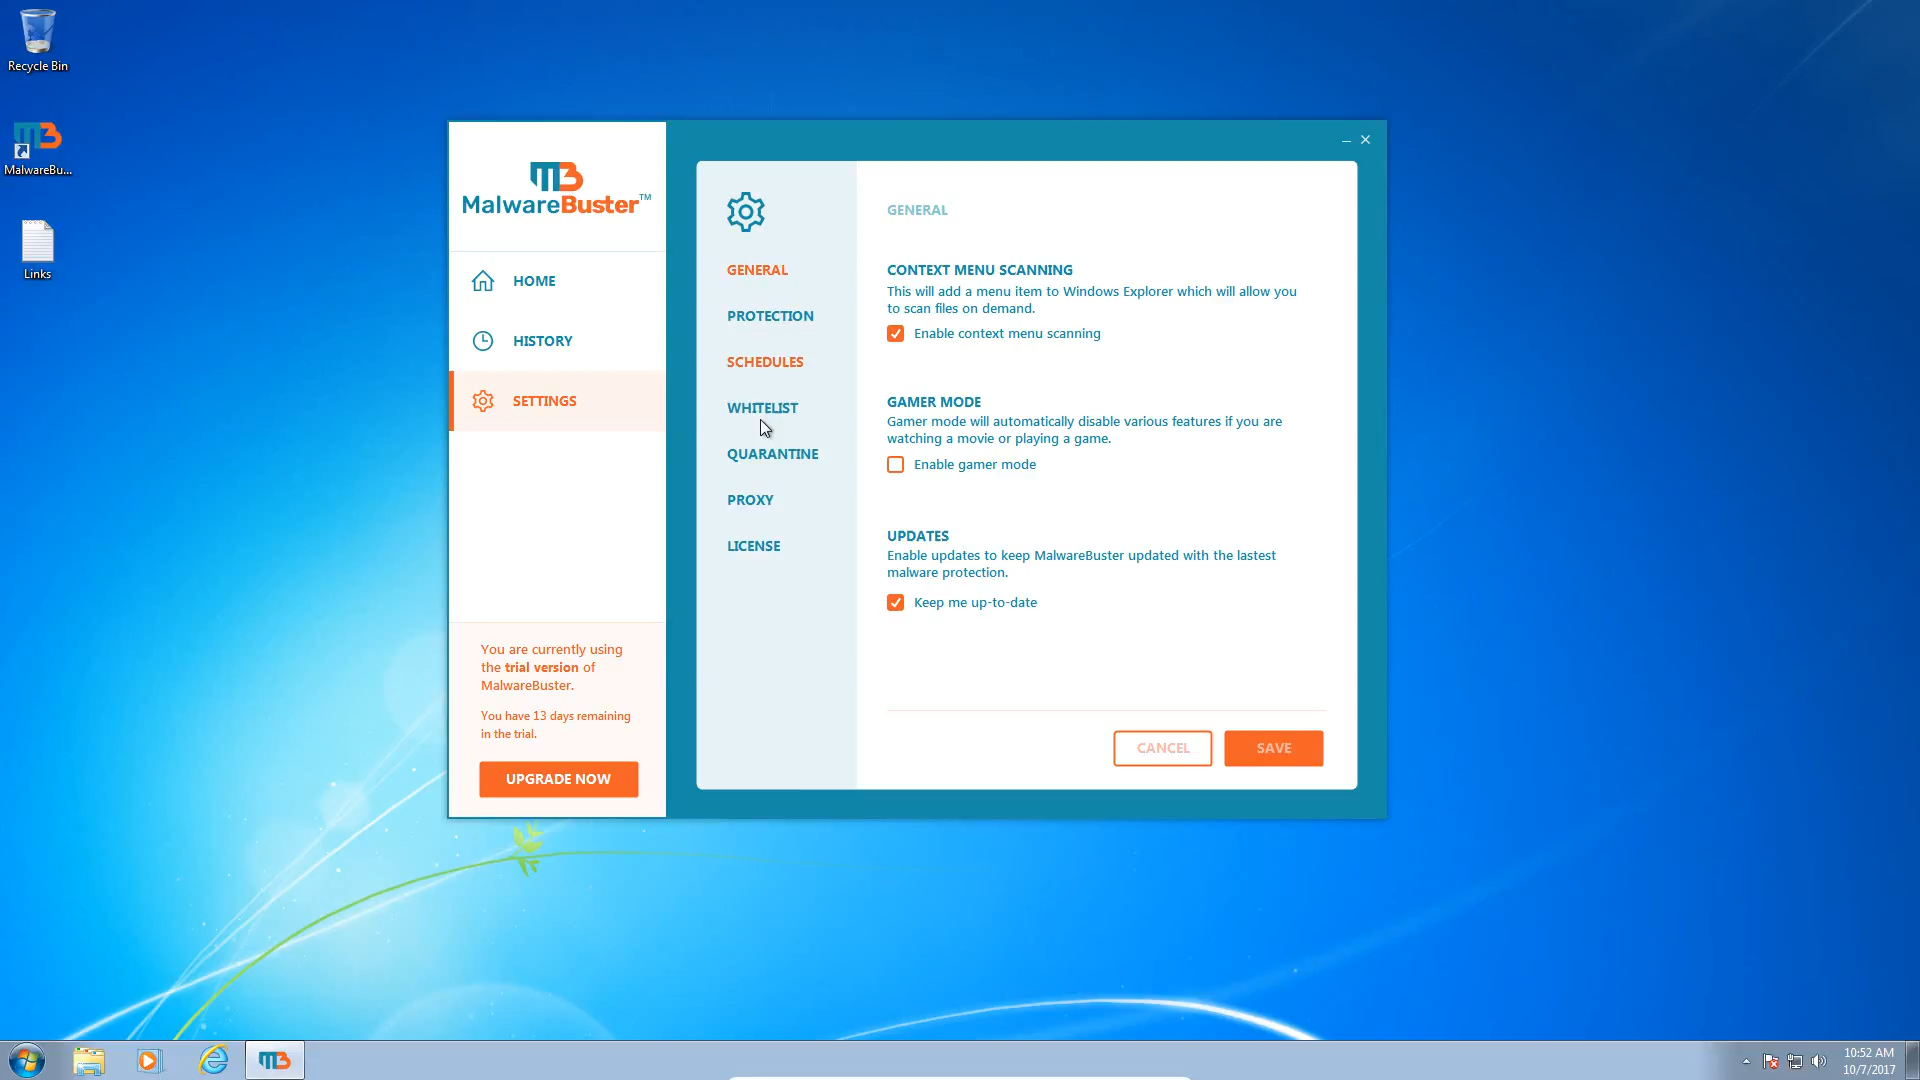 Recycle Bin
MalwareBu...
Links
MalwareBuster™
HOME
HISTORY
SETTINGS
You are currently using
the trial version of
MalwareBuster.
You have 13 days remaining
in the trial.
UPGRADE NOW
GENERAL
PROTECTION
SCHEDULES
WHITELIST
QUARANTINE
PROXY
LICENSE
GENERAL
CONTEXT MENU SCANNING
This will add a menu item to Windows Explorer which will allow you
to scan files on demand.
Enable context menu scanning
GAMER MODE
Gamer mode will automatically disable various features if you are
watching a movie or playing a game.
Enable gamer mode
UPDATES
Enable updates to keep MalwareBuster updated with the lastest
malware protection.
Keep me up-to-date
CANCEL
SAVE
10:52 AM
10/7/2017